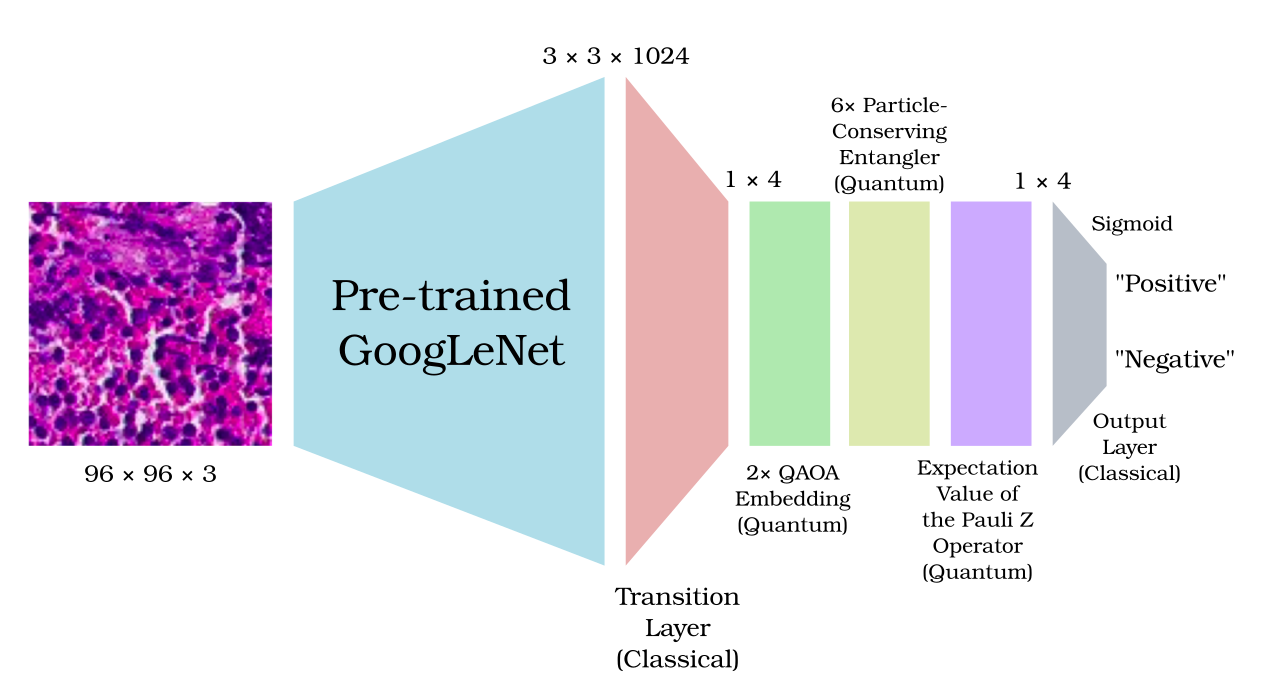 96 × 96 × 3
Pre-trained
GoogLeNet
3 × 3 × 1024
Transition
Layer
(Classical)
1 × 4
2× QAOA
Embedding
(Quantum)
6× Particle-
Conserving
Entangler
(Quantum)
Expectation
Value of
the Pauli Z
Operator
(Quantum)
1 × 4
Sigmoid
"Positive"
"Negative"
Output
Layer
(Classical)